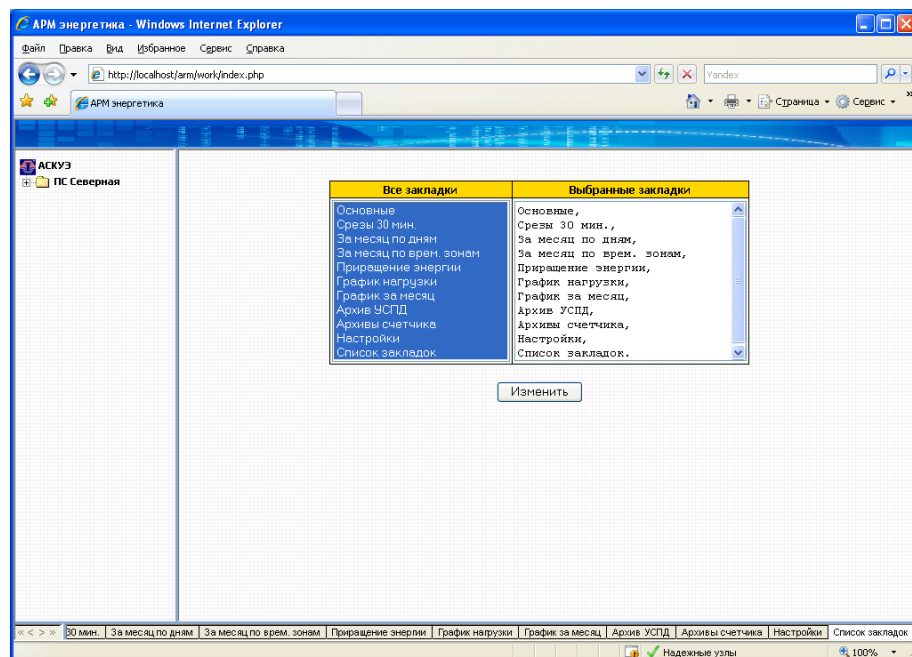 АРМ энергетика - Windows Internet Explorer
Файл Правка Вид Избранное Сервис Справка
http://localhost/arm/work/index.php
Yandex
АРМ энергетика
Страница Сервис »
АСКУЭ
ПС Северная
Все закладки Выбранные закладки
Основные Основные,
Срезы 30 мин. Срезы 30 мин.,
За месяц по дням За месяц по дням,
За месяц по врем. зонам За месяц по врем. зонам,
Приращение энергии Приращение энергии,
График нагрузки График нагрузки,
График за месяц График за месяц,
Архив УСПД Архив УСПД,
Архивы счетчика Архивы счетчика,
Настройки Настройки,
Список закладок Список закладок.
Изменить
« < > » 30 мин. За месяц по дням За месяц по врем. зонам Приращение энергии График нагрузки График за месяц Архив УСПД Архивы счетчика Настройки Список закладок
Надежные узлы 100%